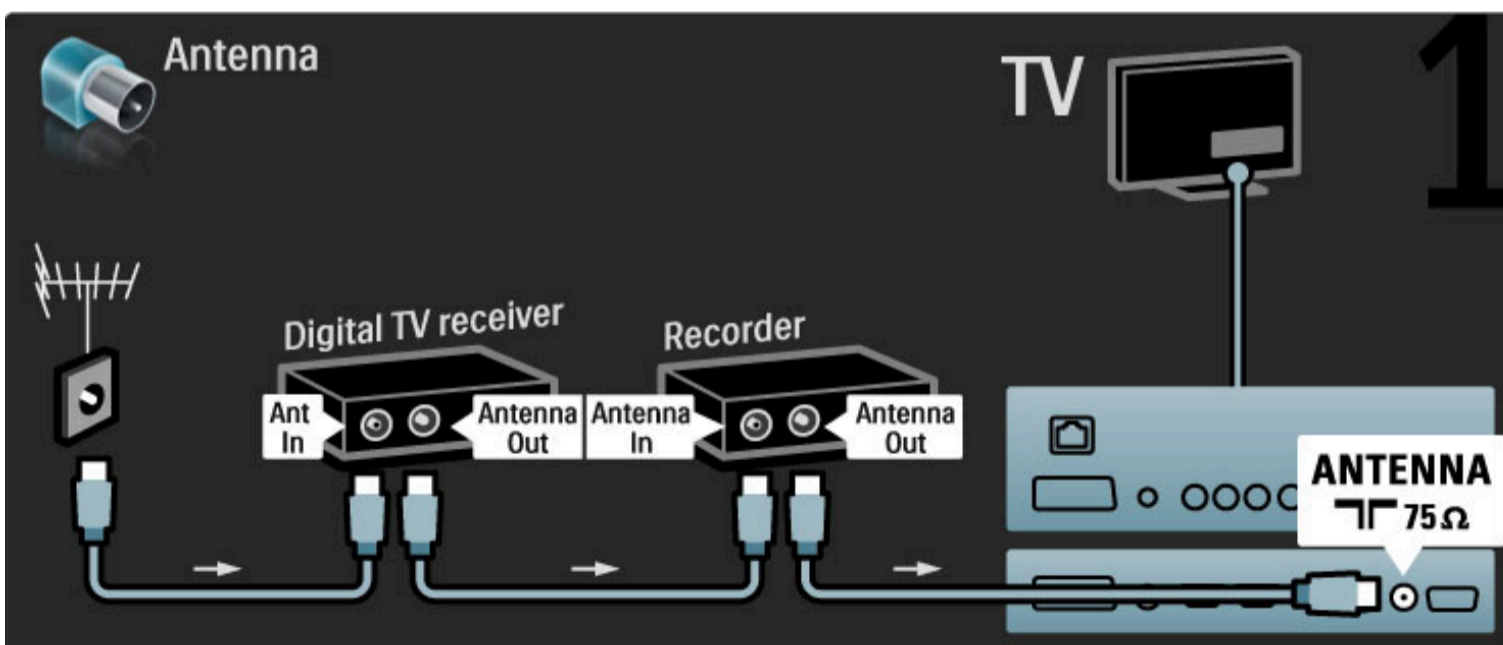 Antenna
TV
1
Digital TV receiver
Recorder
Ant
In
Antenna
Out
Antenna
In
Antenna
Out
ANTENNA
75Ω